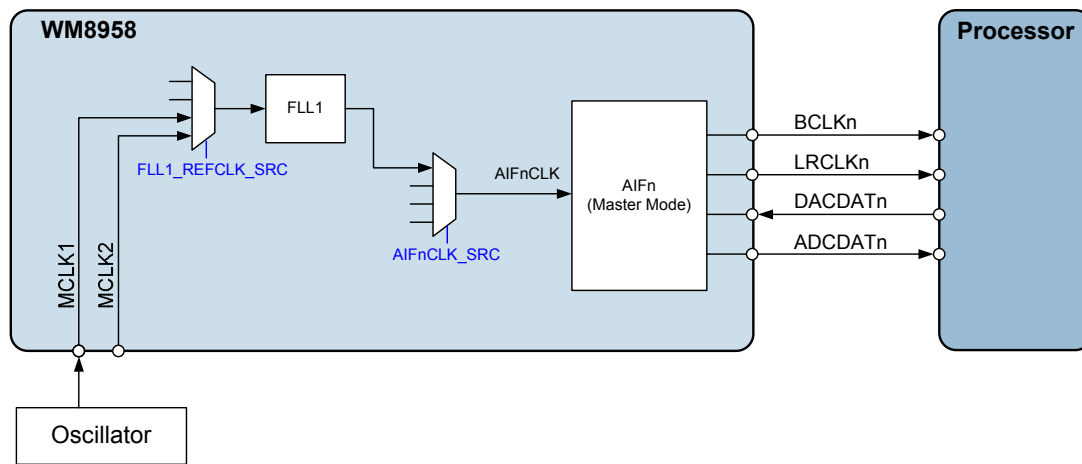 WM8958
Processor
FLL1
FLL1_REFCLK_SRC
AIFnCLK
AIFnCLK_SRC
AIFn
(Master Mode)
BCLKn
LRCLKn
DACDATn
ADCDATn
MCLK1
MCLK2
Oscillator